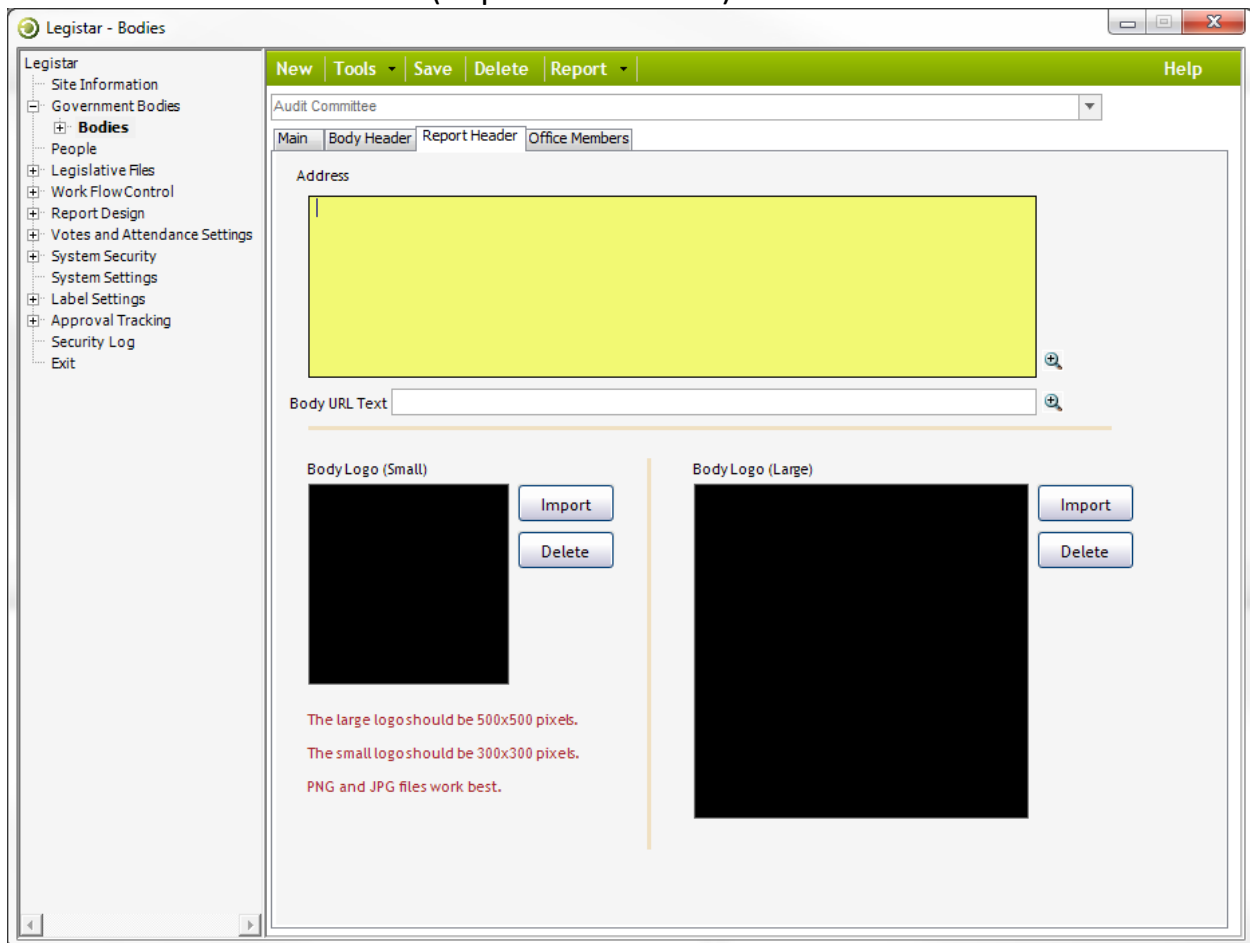 Legistar - Bodies
Legistar
Site Information
Government Bodies
Bodies
People
Legislative Files
Work Flow Control
Report Design
Votes and Attendance Settings
System Security
System Settings
Label Settings
Approval Tracking
Security Log
Exit
New Tools Save Delete Report Help
Audit Committee
Main Body Header Report Header Office Members
Address
Body URL Text
Body Logo (Small)
Import
Delete
The large logo should be 500x500 pixels.
The small logo should be 300x300 pixels.
PNG and JPG files work best.
Body Logo (Large)
Import
Delete